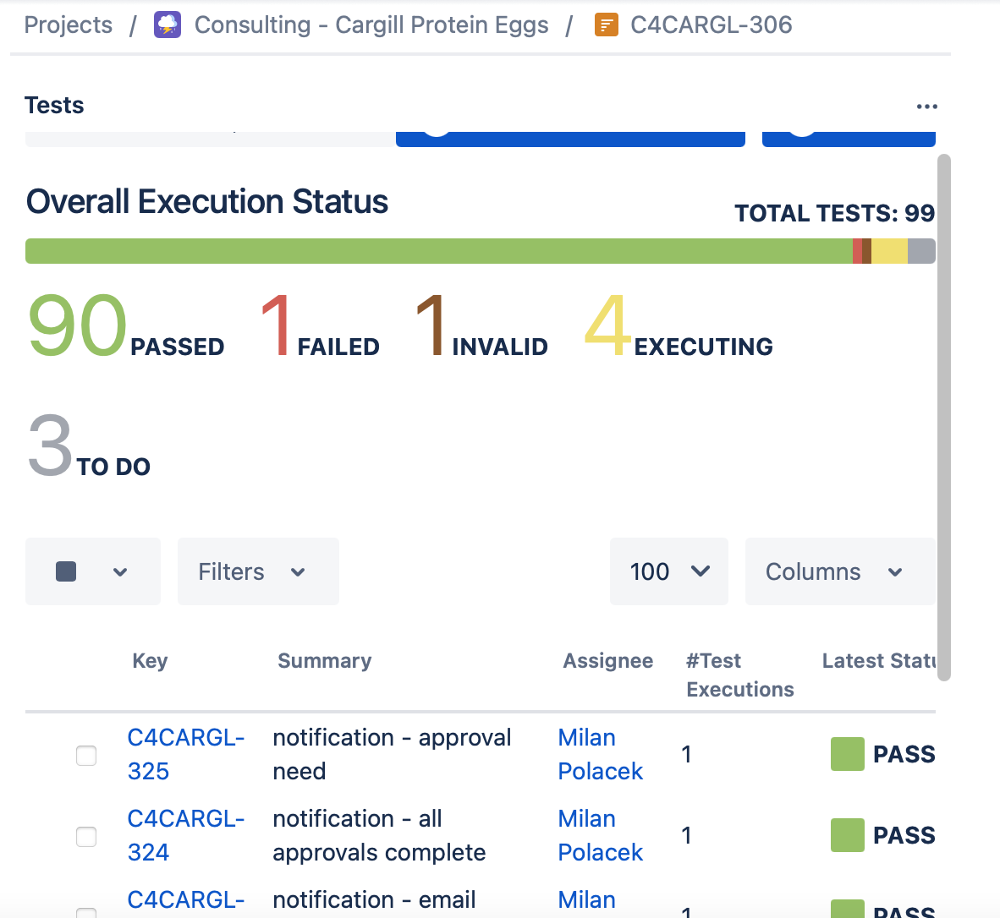 Projects / Consulting - Cargill Protein Eggs / C4CARGL-306
Tests
Overall Execution Status
TOTAL TESTS: 99
90 PASSED 1 FAILED 1 INVALID 4 EXECUTING
3 TO DO
Filters 100 Columns
Key Summary Assignee #Test Latest Statu
Executions
C4CARGL- notification - approval Milan
1 PASS
325 need Polacek
C4CARGL- notification - all Milan
1 PASS
324 approvals complete Polacek
C4CARGL- notification - email Milan
1 PASS